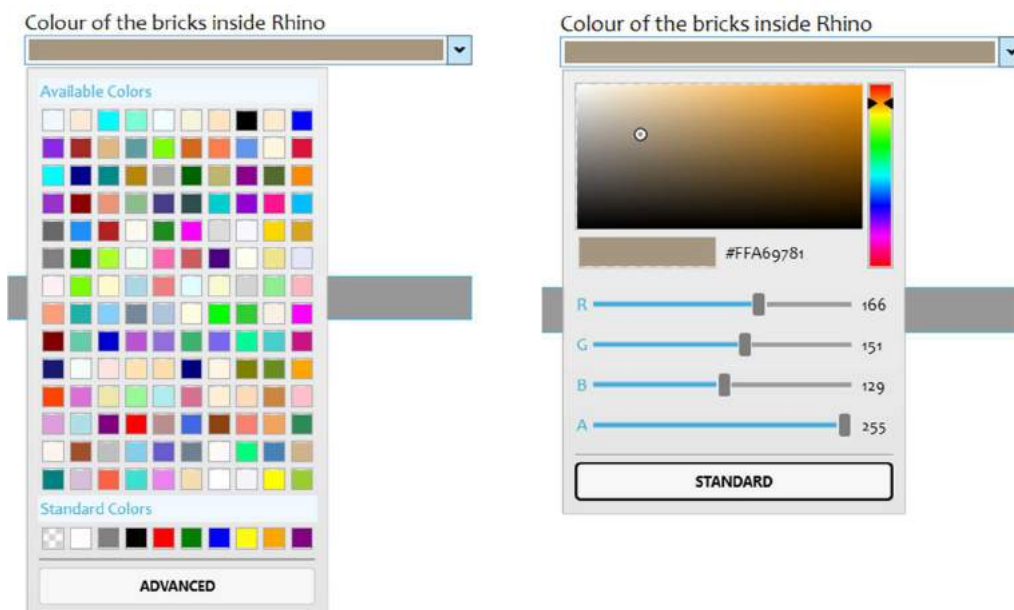 Colour of the bricks inside Rhino
Available Colors
Standard Colors
ADVANCED
Colour of the bricks inside Rhino
#FFA69781
R 166
G 151
B 129
A 255
STANDARD